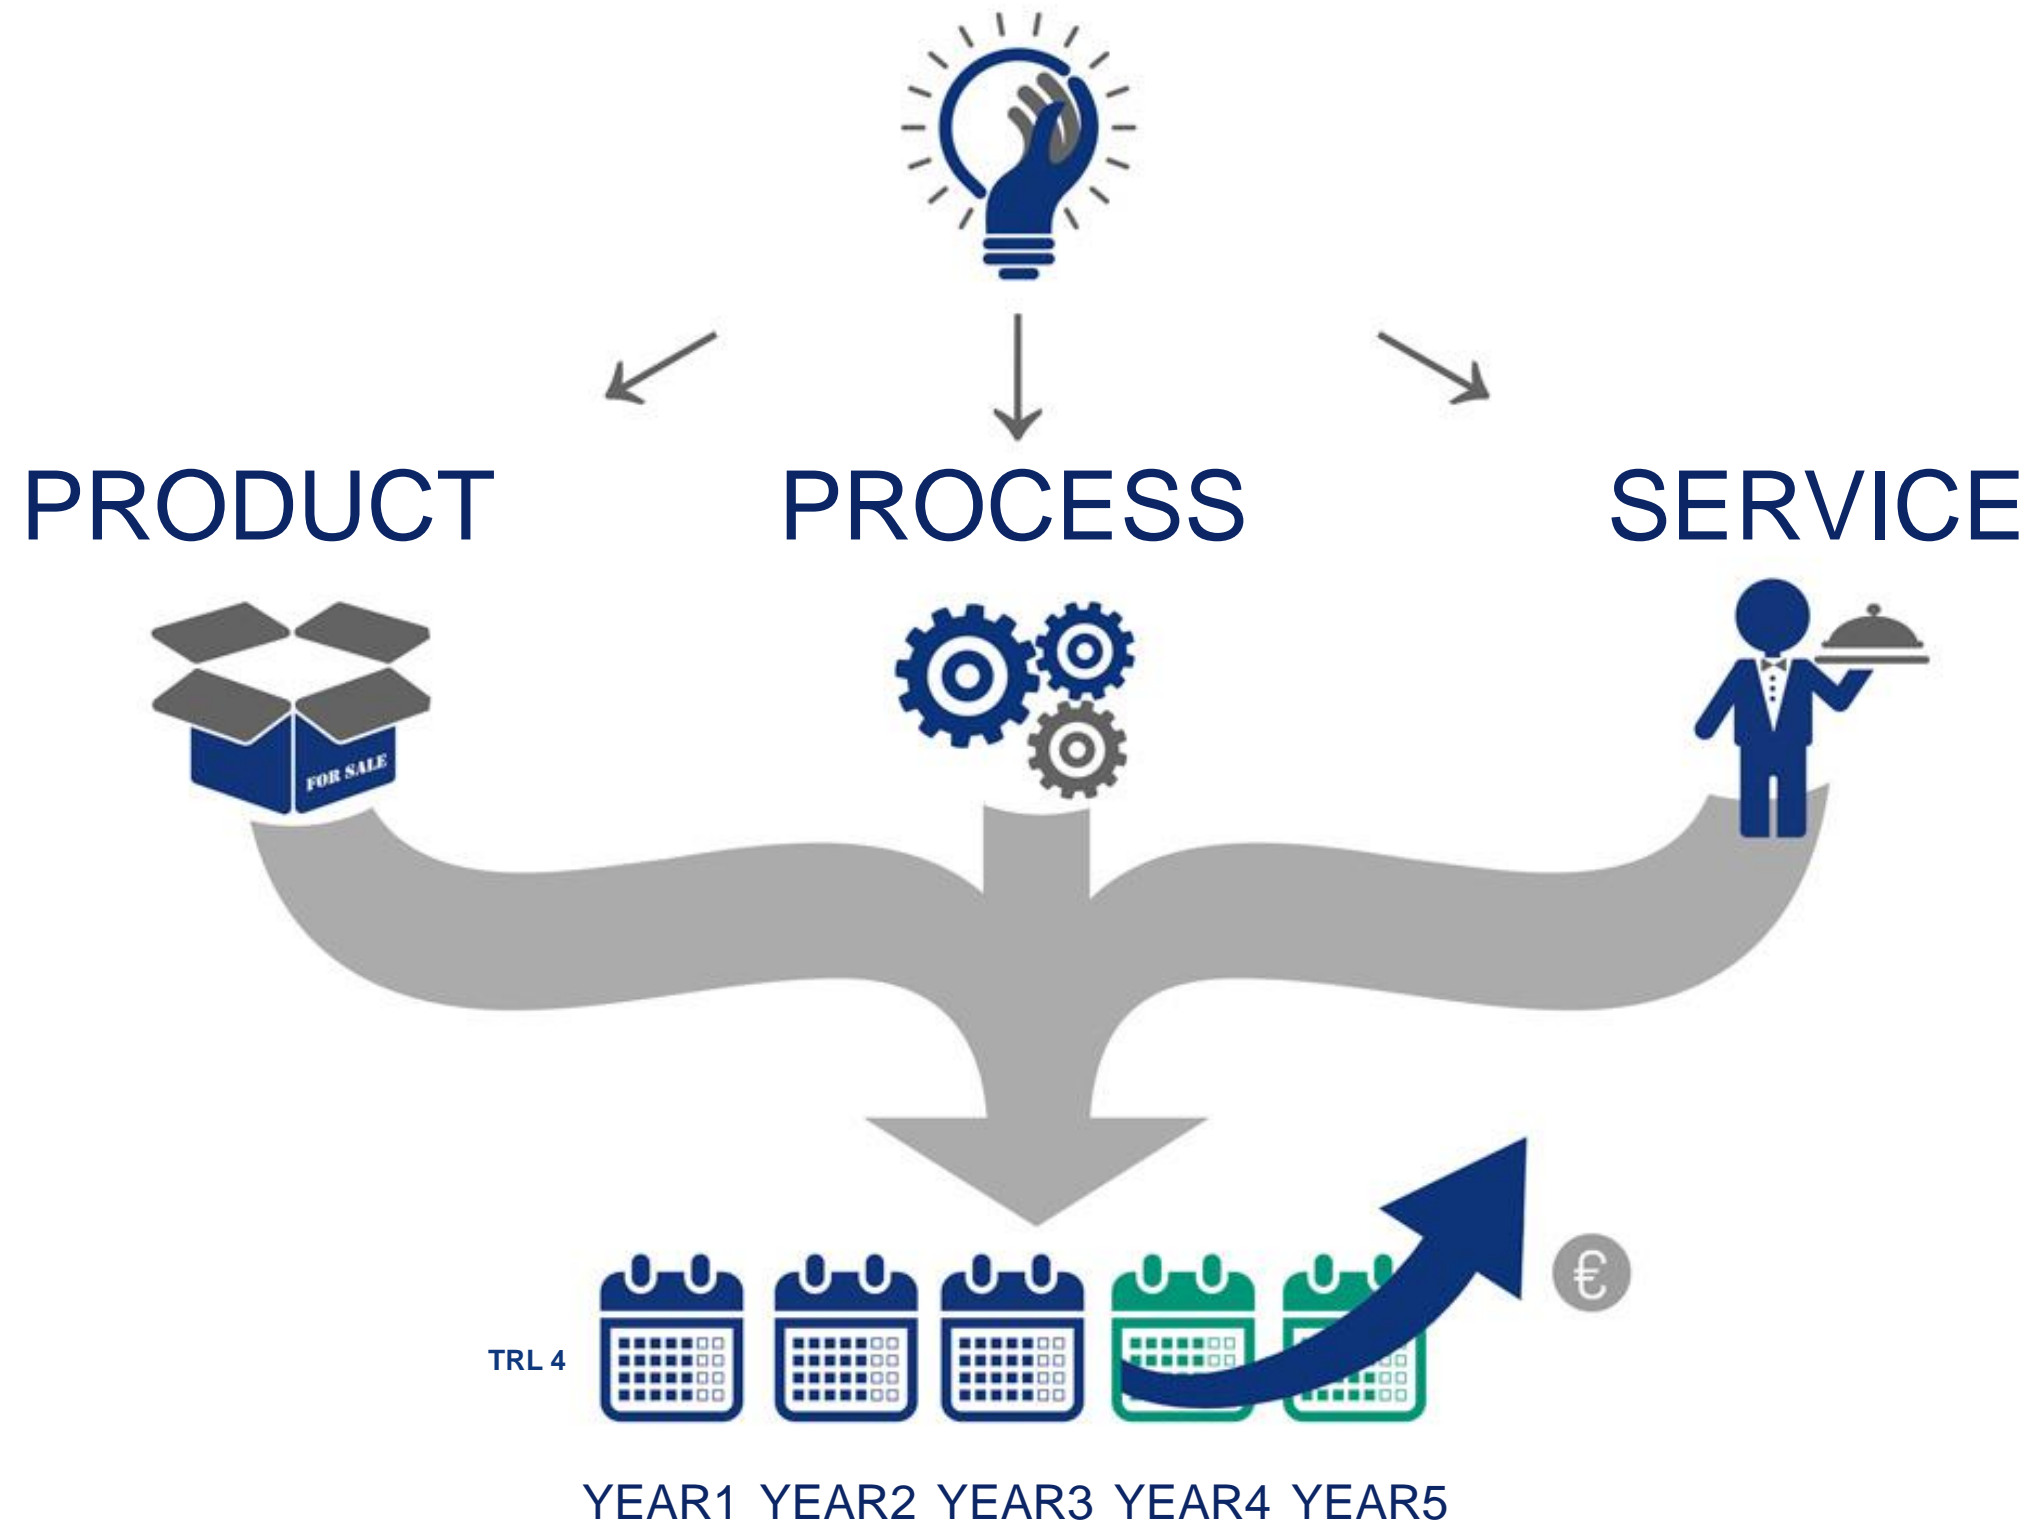 PRODUCT PROCESS SERVICE
FOR SALE
€
TRL 4
YEAR1 YEAR2 YEAR3 YEAR4 YEAR5